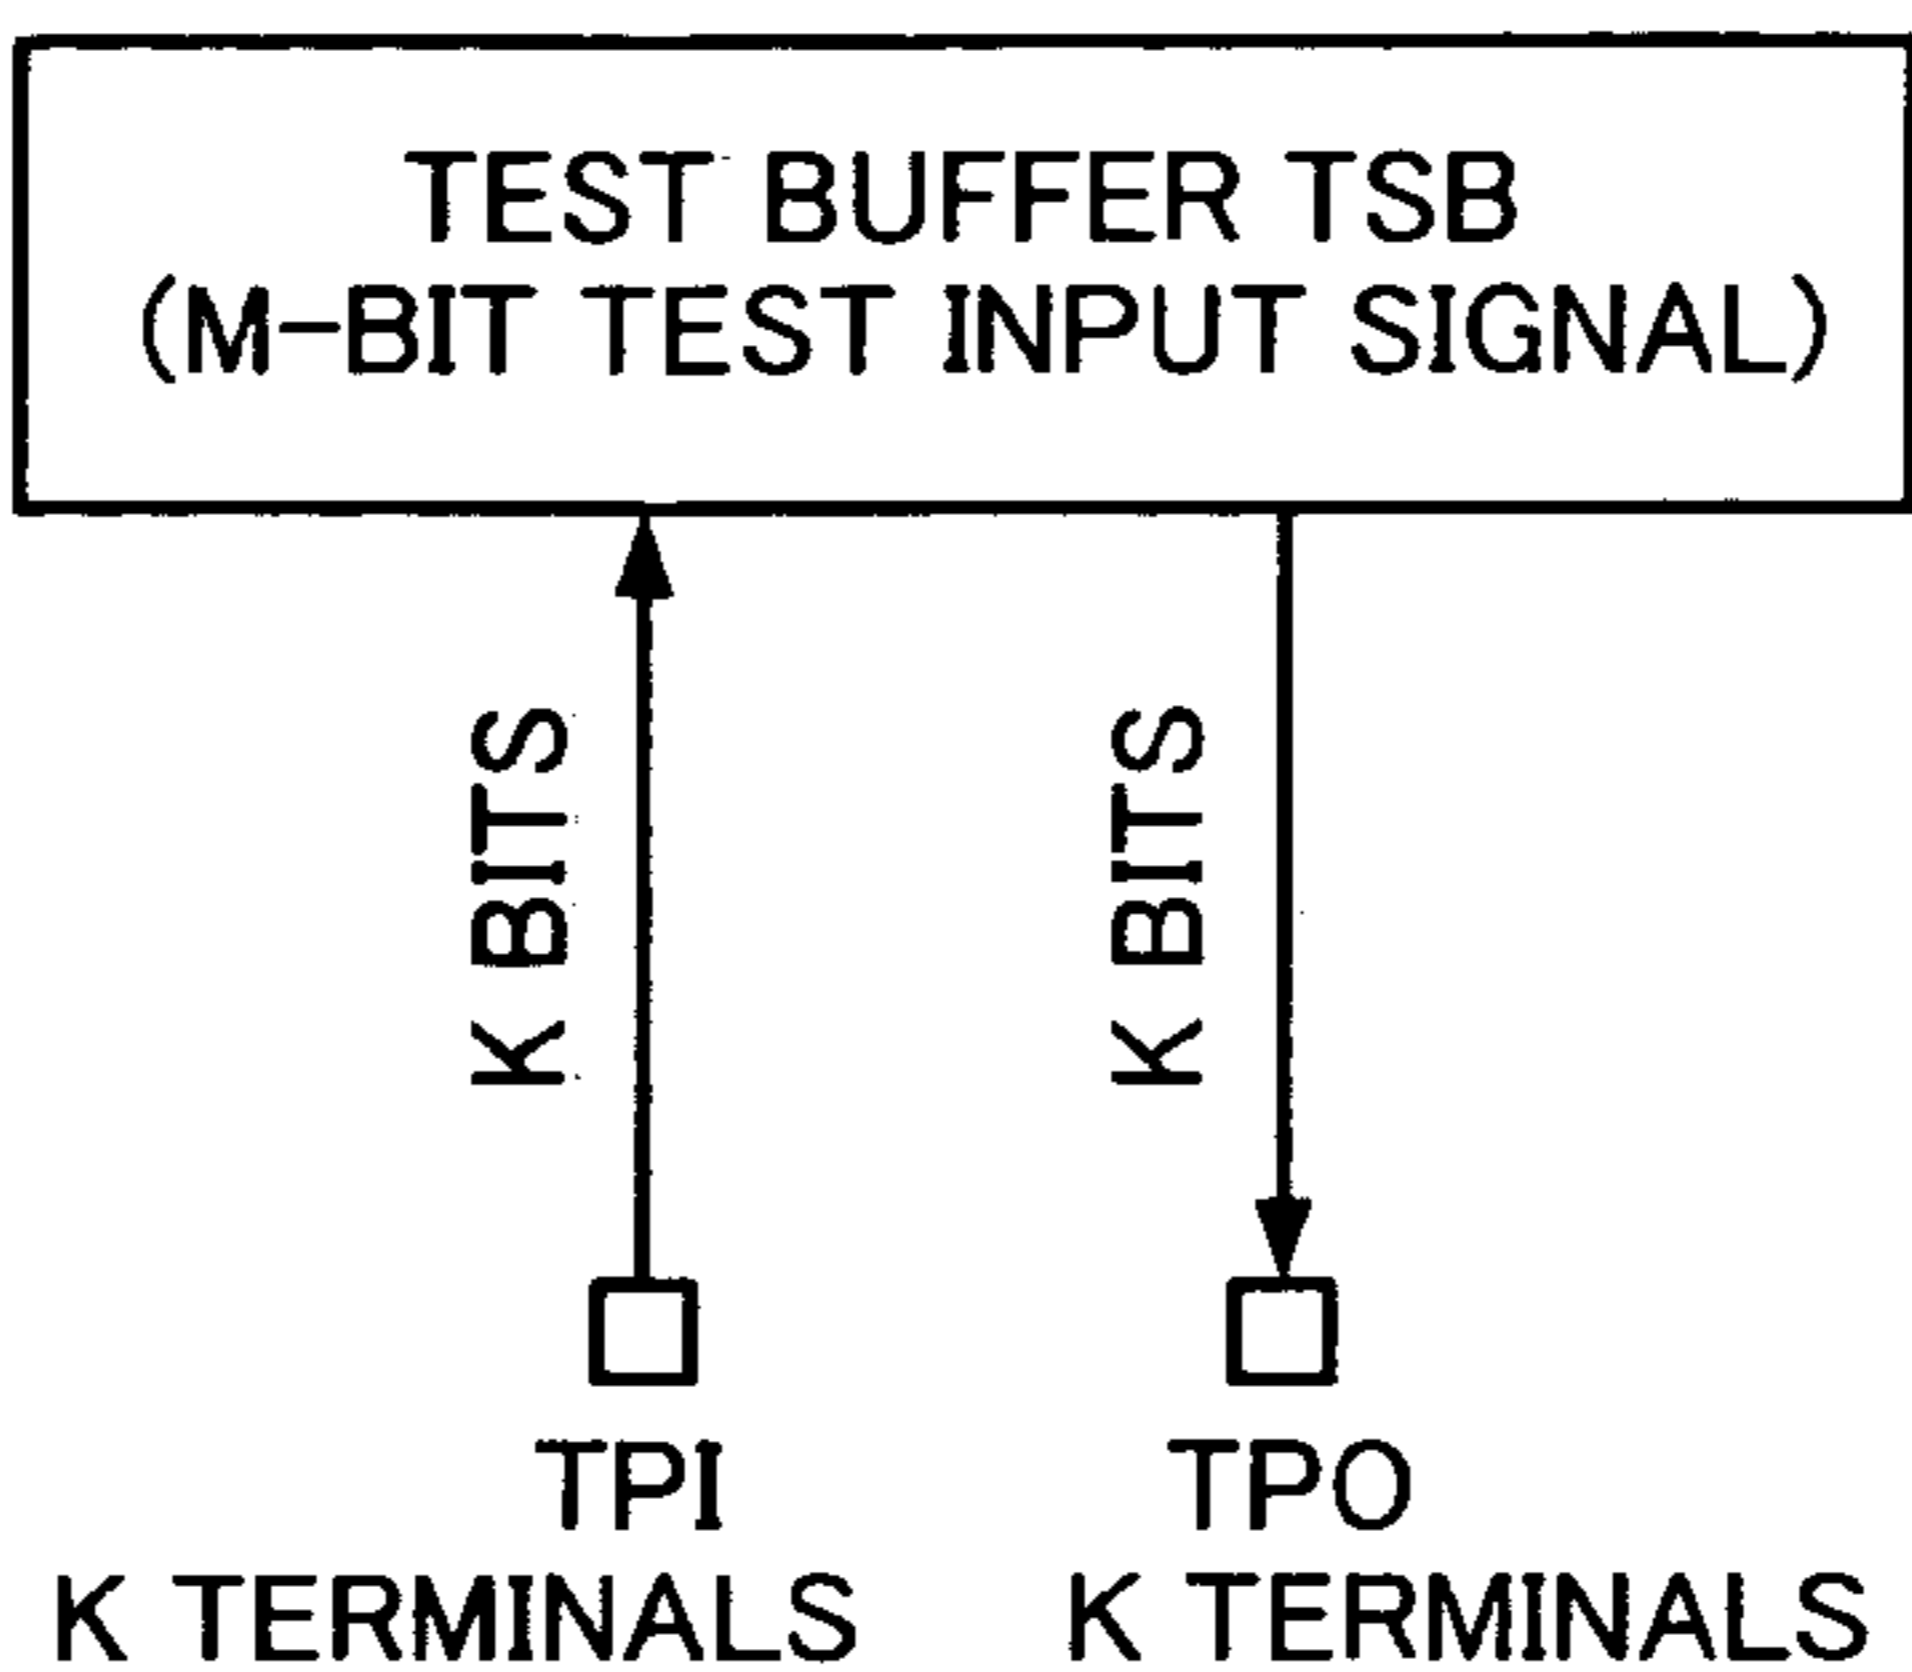 TEST BUFFER TSB
(M-BIT TEST INPUT SIGNAL)
K BITS
K BITS
TPI
K TERMINALS
TPO
K TERMINALS